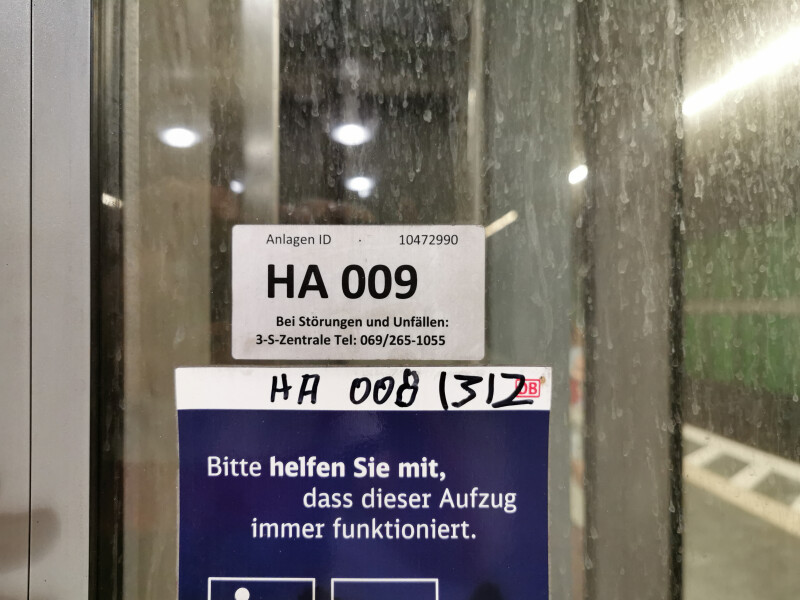 Anlagen ID · 10472990
HA 009
Bei Störungen und Unfällen:
3-S-Zentrale Tel: 069/265-1055
HA 008 1312 DB
Bitte helfen Sie mit,
dass dieser Aufzug
immer funktioniert.